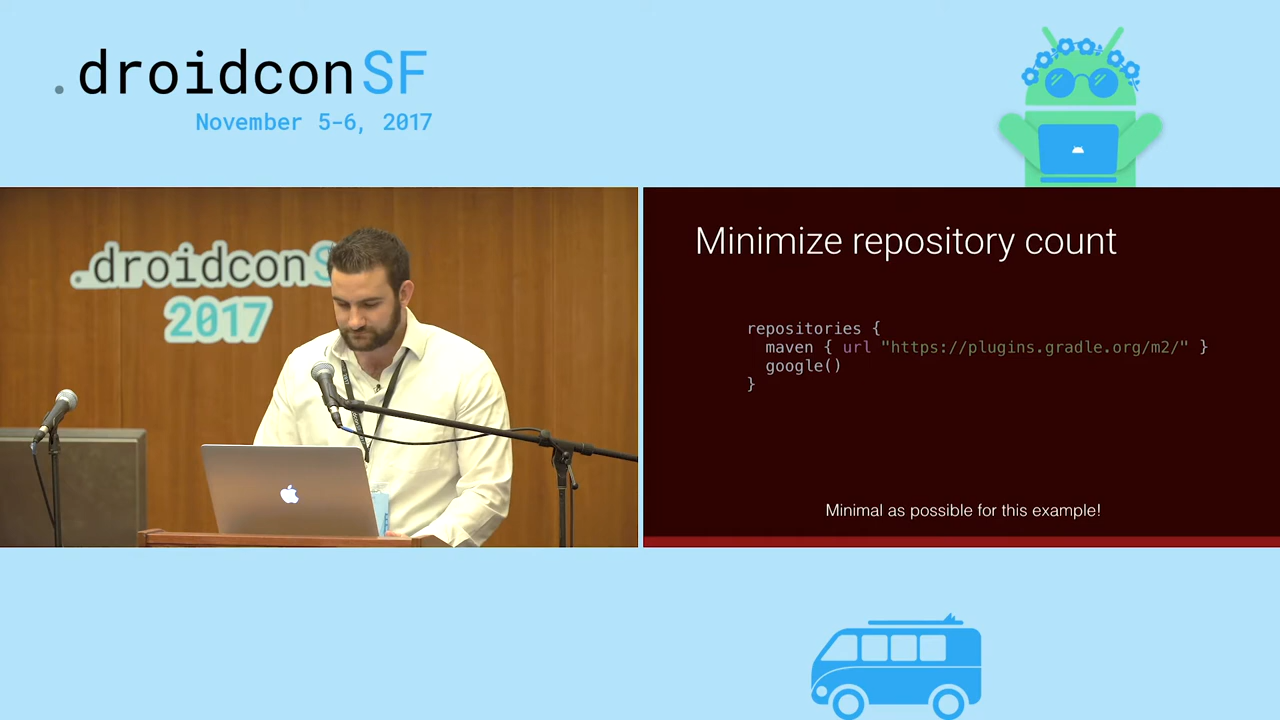 .droidconSF
November 5-6, 2017
.droidconS
2017
Minimize repository count
repositories {
maven { url "https://plugins.gradle.org/m2/" }
google()
}
Minimal as possible for this example!